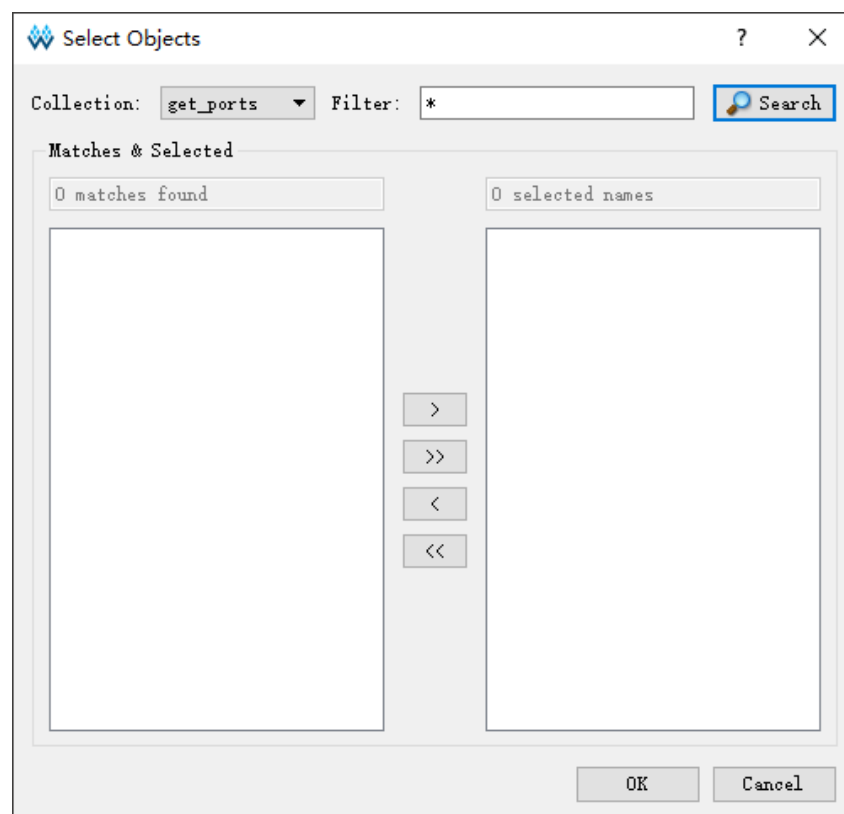 Select Objects ?
Collection: get_ports Filter: * Search
Matches & Selected
0 matches found 0 selected names
>
>>
<
<<
OK Cancel